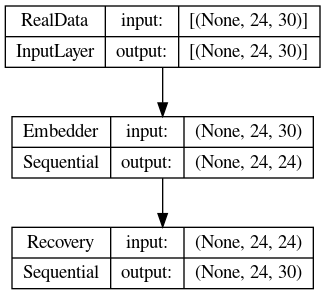 RealData input: [(None, 24, 30)]
InputLayer output: [(None, 24, 30)]
Embedder input: (None, 24, 30)
Sequential output: (None, 24, 24)
Recovery input: (None, 24, 24)
Sequential output: (None, 24, 30)